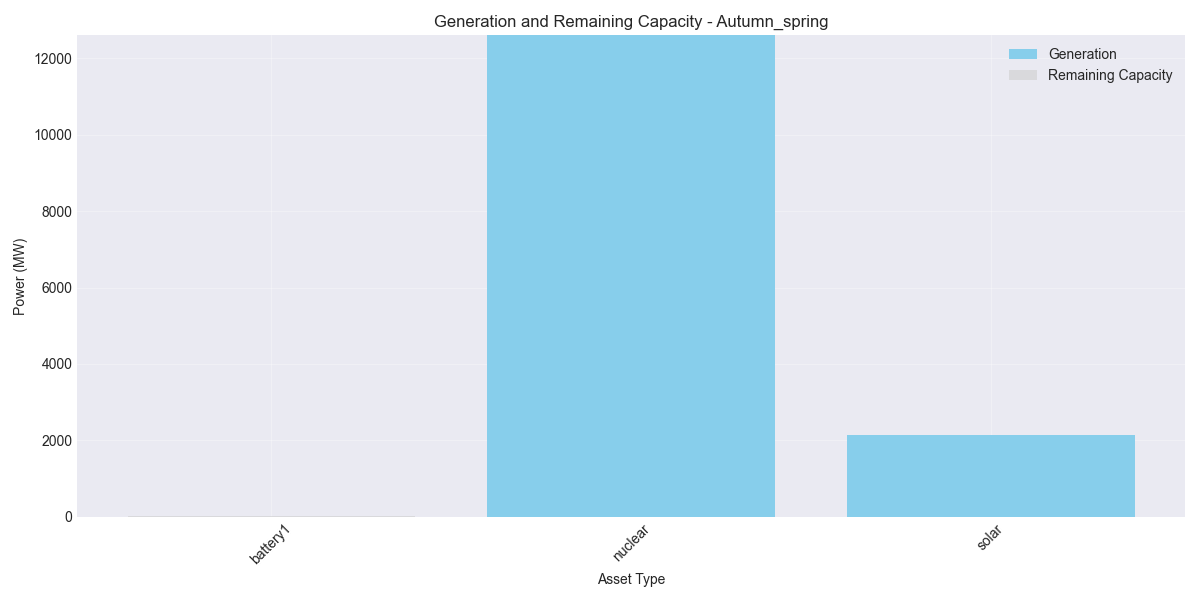 Generation and Remaining Capacity - Autumn_spring
Generation
Remaining Capacity
Power (MW)
12000
10000
8000
6000
4000
2000
0
battery1
nuclear
solar
Asset Type